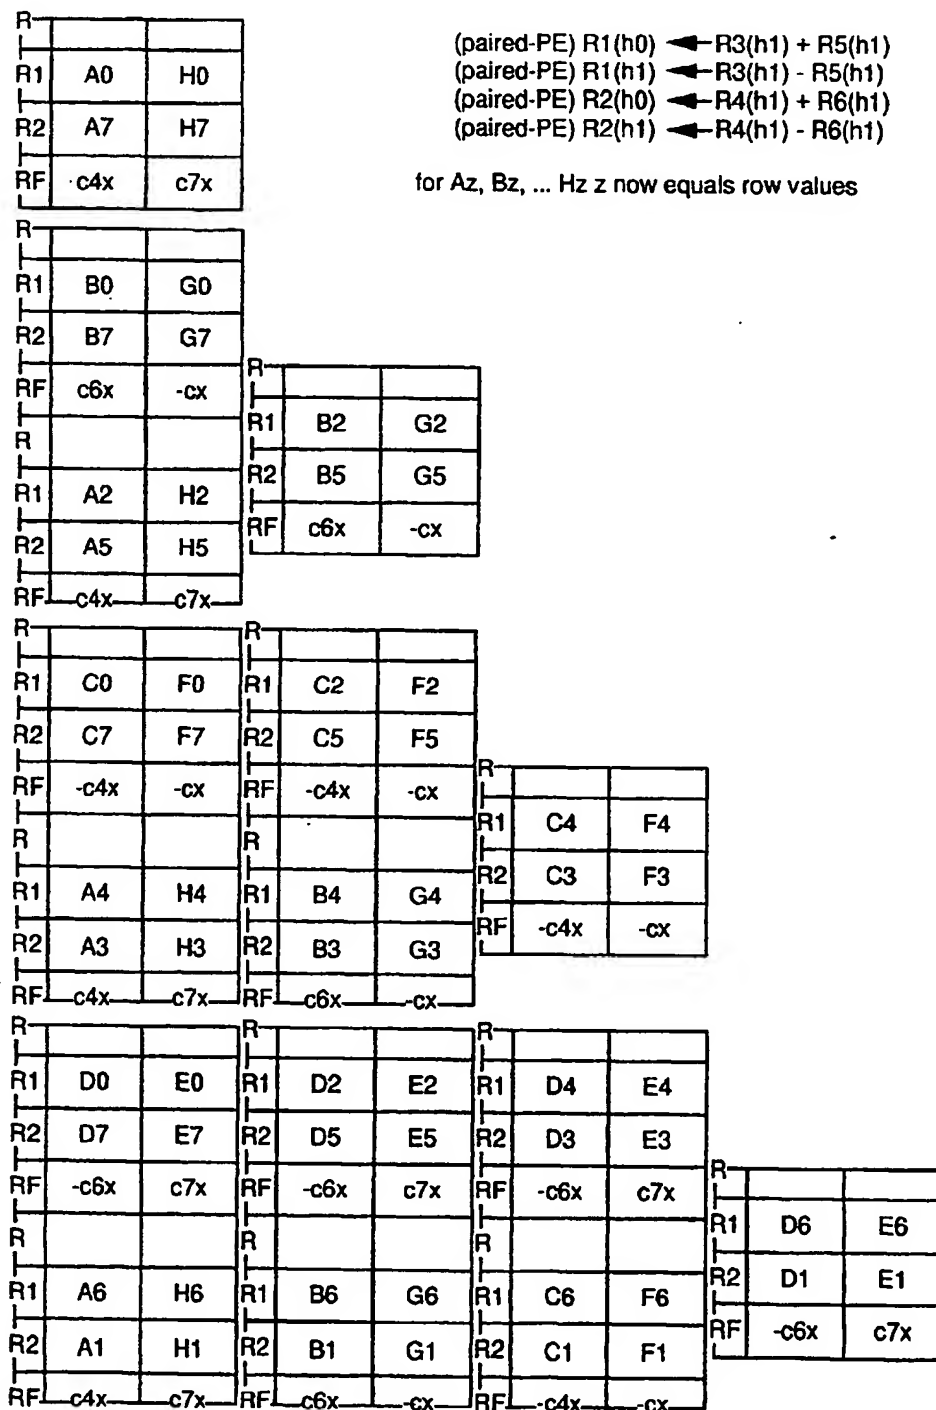 (paired-PE) R1(h0) ◄ R3(h1) + R5(h1)
(paired-PE) R1(h1) ◄ R3(h1) - R5(h1)
(paired-PE) R2(h0) ◄ R4(h1) + R6(h1)
(paired-PE) R2(h1) ◄ R4(h1) - R6(h1)
for Az, Bz, ... Hz z now equals row values
R
R1 A0 H0
R2 A7 H7
RF c4x c7x
R
R1 B0 G0
R2 B7 G7
RF c6x -cx
R
R1 A2 H2
R2 A5 H5
RF c4x c7x
R
R1 B2 G2
R2 B5 G5
RF c6x -cx
R
R1 C0 F0
R2 C7 F7
RF -c4x -cx
R
R1 A4 H4
R2 A3 H3
RF c4x c7x
R
R1 C2 F2
R2 C5 F5
RF -c4x -cx
R
R1 B4 G4
R2 B3 G3
RF c6x -cx
R
R1 C4 F4
R2 C3 F3
RF -c4x -cx
R
R1 D0 E0
R2 D7 E7
RF -c6x c7x
R
R1 A6 H6
R2 A1 H1
RF c4x c7x
R
R1 D2 E2
R2 D5 E5
RF -c6x c7x
R
R1 B6 G6
R2 B1 G1
RF c6x -cx
R
R1 D4 E4
R2 D3 E3
RF -c6x c7x
R
R1 C6 F6
R2 C1 F1
RF -c4x -cx
R
R1 D6 E6
R2 D1 E1
RF -c6x c7x